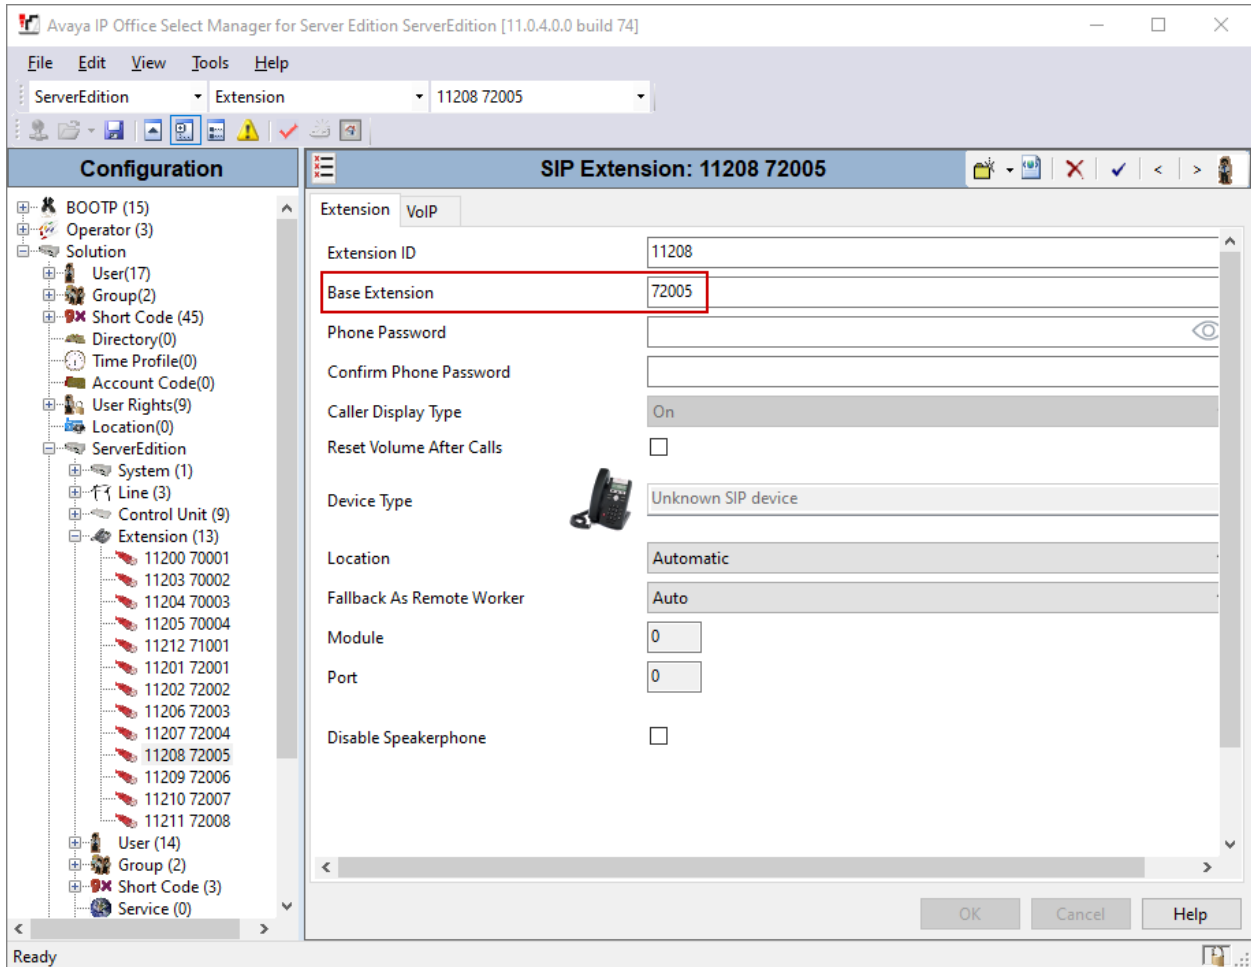 Avaya IP Office Select Manager for Server Edition ServerEdition [11.0.4.0.0 build 74]
File Edit View Tools Help
ServerEdition Extension 11208 72005
Configuration
BOOTP (15)
Operator (3)
Solution
User(17)
Group(2)
Short Code (45)
Directory(0)
Time Profile(0)
Account Code(0)
User Rights(9)
Location(0)
ServerEdition
System (1)
Line (3)
Control Unit (9)
Extension (13)
11200 70001
11203 70002
11204 70003
11205 70004
11212 71001
11201 72001
11202 72002
11206 72003
11207 72004
11208 72005
11209 72006
11210 72007
11211 72008
User (14)
Group (2)
Short Code (3)
Service (0)
SIP Extension: 11208 72005
Extension VoIP
Extension ID 11208
Base Extension 72005
Phone Password
Confirm Phone Password
Caller Display Type On
Reset Volume After Calls
Device Type Unknown SIP device
Location Automatic
Fallback As Remote Worker Auto
Module 0
Port 0
Disable Speakerphone
OK Cancel Help
Ready